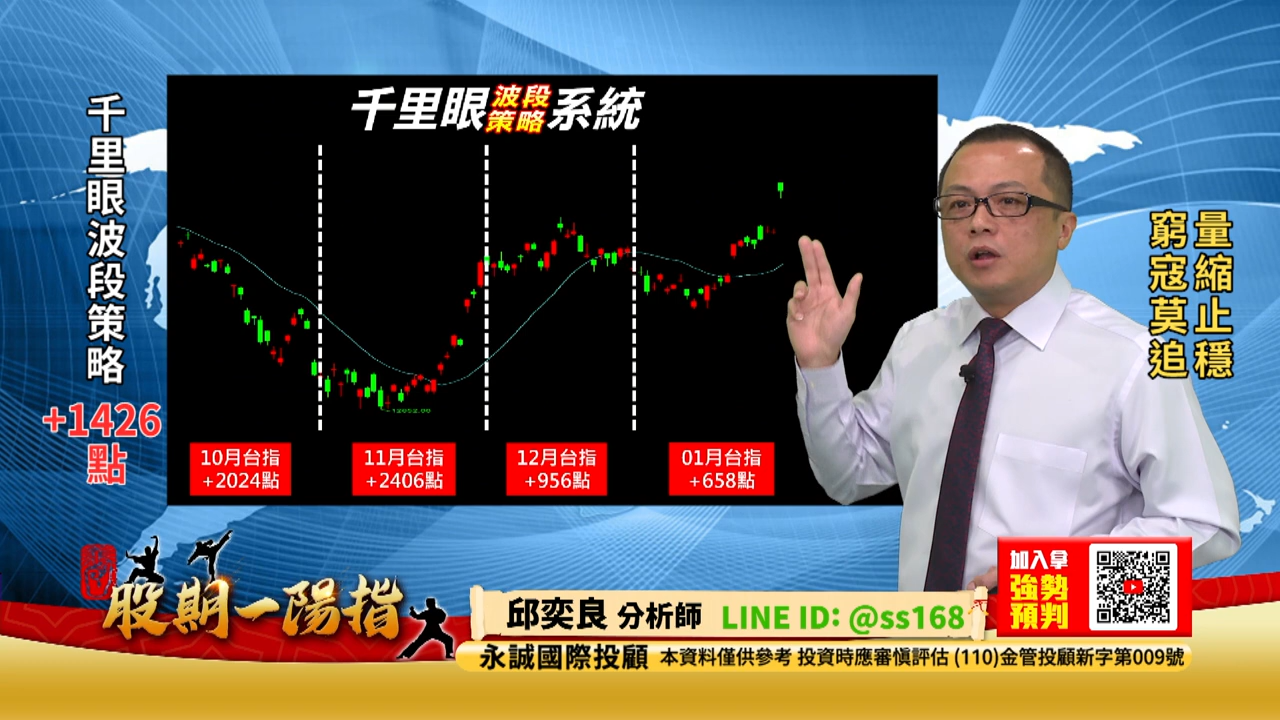 千里眼波段策略系統
千里眼波段策略
+1426
點
量縮止穩
窮寇莫追
12652.00
10月台指
+2024點
11月台指
+2406點
12月台指
+956點
01月台指
+658點
股期一陽指
加入拿
強勢
預判
邱奕良 分析師 LINE ID: @ss168
永誠國際投顧 本資料僅供參考 投資時應審慎評估 (110)金管投顧新字第009號